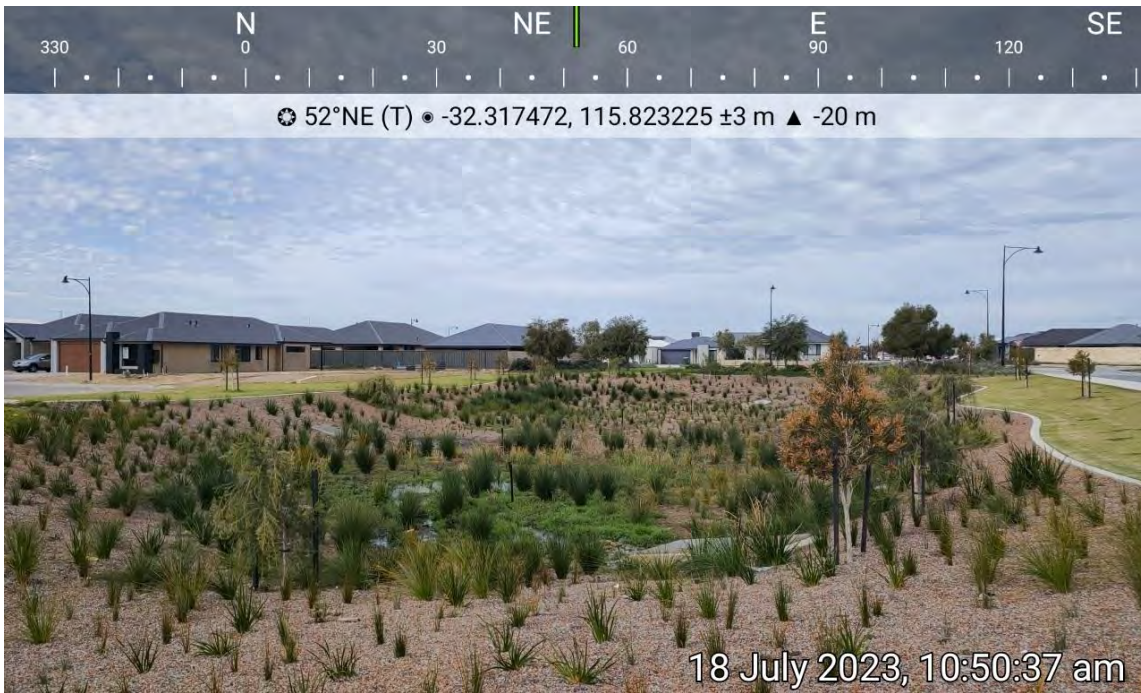 N NE E SE
330 0 30 60 90 120
52°NE (T) ◉ -32.317472, 115.823225 ±3 m ▲ -20 m
18 July 2023, 10:50:37 am